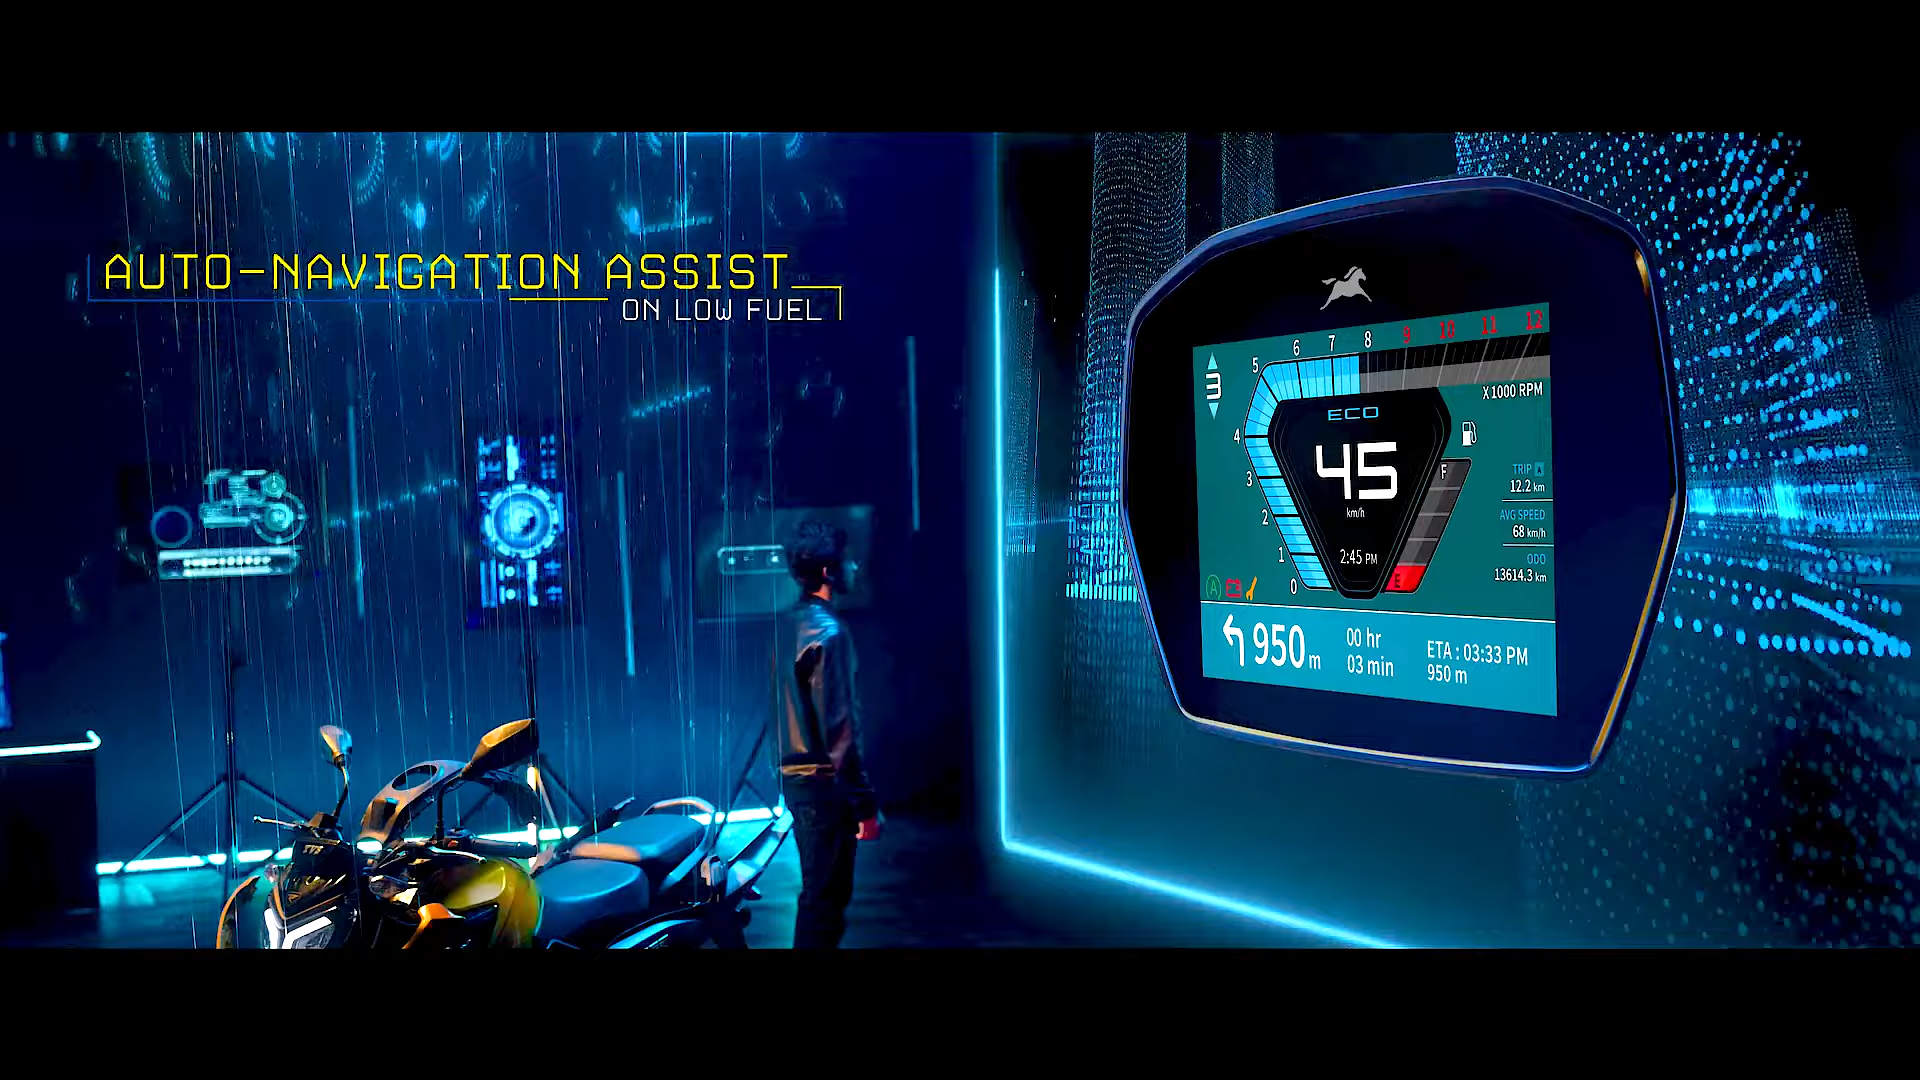 AUTO-NAVIGATION ASSIST
ON LOW FUEL
TVS
3
5 6 7 8 9 10 11 12
X 1000 RPM
4
3
2
1
0
ECO
45
km/h
2:45 PM
F
E
TRIP A
12.2 km
AVG SPEED
68 km/h
ODO
13614.3 km
A
950 m
00 hr
03 min
ETA : 03:33 PM
950 m